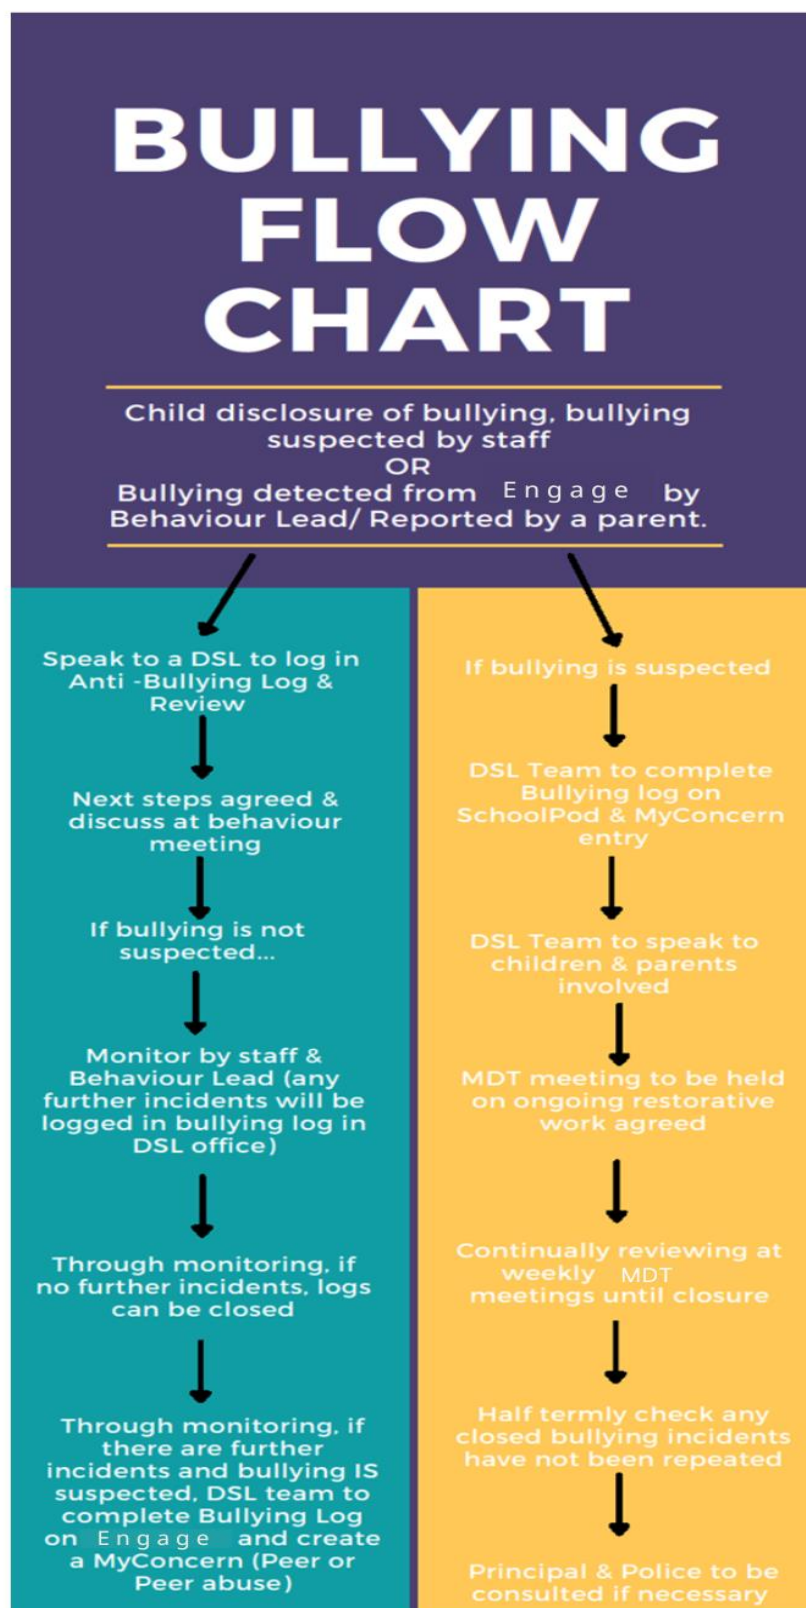 BULLYING
FLOW
CHART
Child disclosure of bullying, bullying
suspected by staff
OR
Bullying detected from Engage by
Behaviour Lead/ Reported by a parent.
Speak to a DSL to log in
Anti -Bullying Log &
Review
Next steps agreed &
discuss at behaviour
meeting
If bullying is not
suspected...
Monitor by staff &
Behaviour Lead (any
further incidents will be
logged in bullying log in
DSL office)
Through monitoring, if
no further incidents, logs
can be closed
Through monitoring, if
there are further
incidents and bullying IS
suspected, DSL team to
complete Bullying Log
on Engage and create
a MyConcern (Peer or
Peer abuse)
If bullying is suspected
DSL Team to complete
Bullying log on
SchoolPod & MyConcern
entry
DSL Team to speak to
children & parents
involved
MDT meeting to be held
on ongoing restorative
work agreed
Continually reviewing at
weekly MDT
meetings until closure
Half termly check any
closed bullying incidents
have not been repeated
Principal & Police to be
consulted if necessary